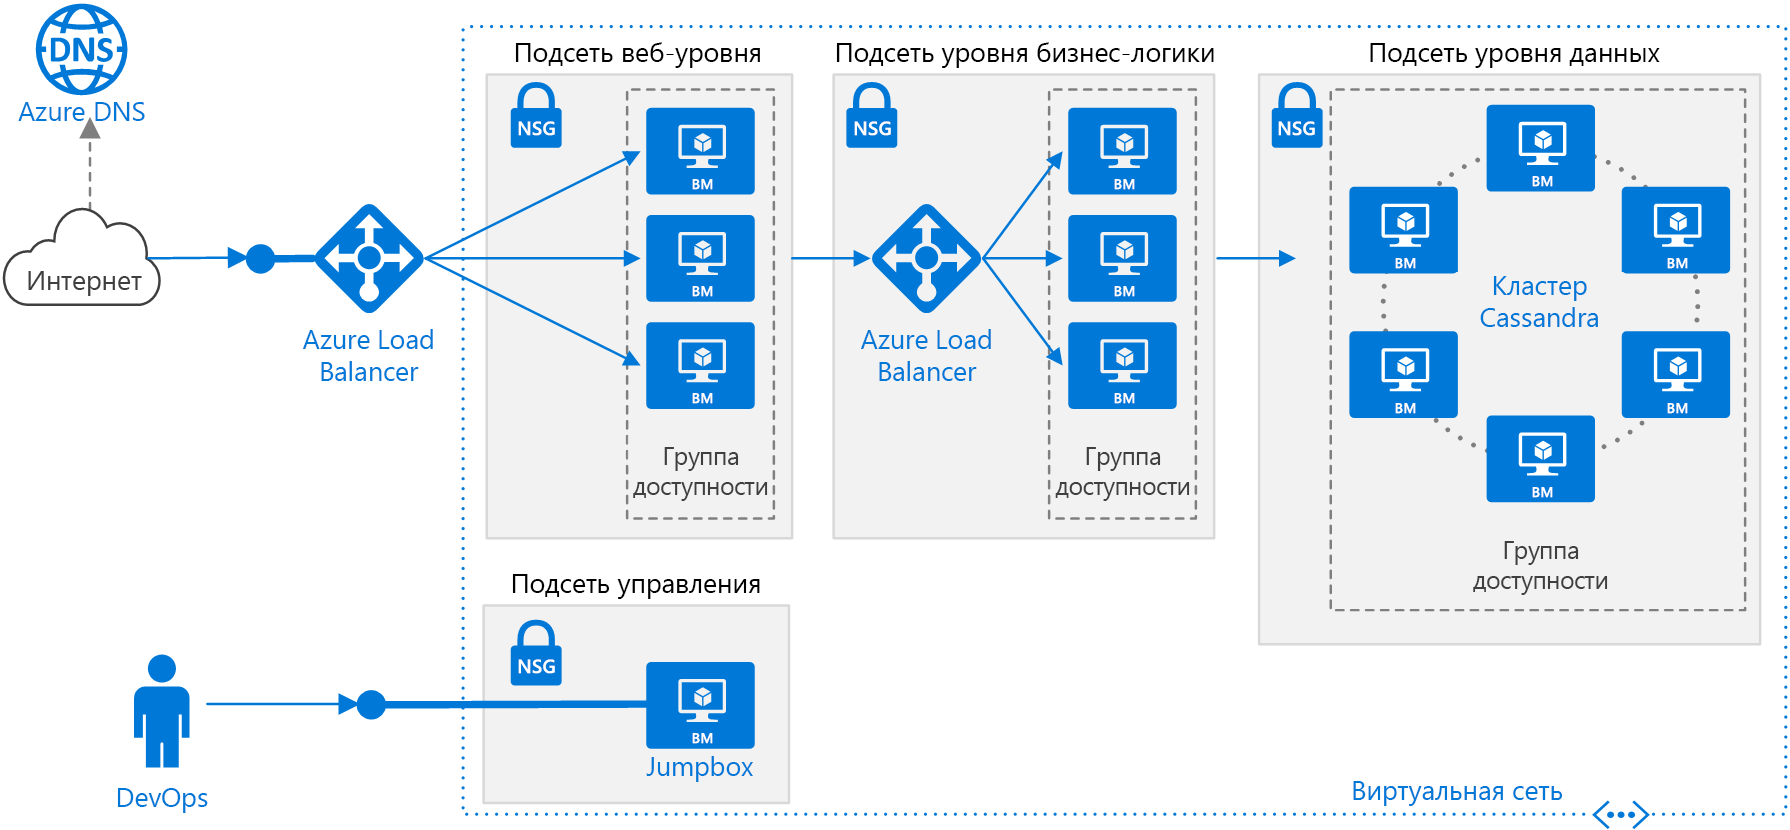 DNS
Azure DNS
Интернет
Azure Load
Balancer
Подсеть веб-уровня
NSG
ВМ
ВМ
ВМ
Группа
доступности
Подсеть уровня бизнес-логики
NSG
Azure Load
Balancer
ВМ
ВМ
ВМ
Группа
доступности
Подсеть уровня данных
NSG
ВМ
ВМ
ВМ
Кластер
Cassandra
ВМ
ВМ
ВМ
Группа
доступности
Подсеть управления
NSG
ВМ
Jumpbox
DevOps
Виртуальная сеть